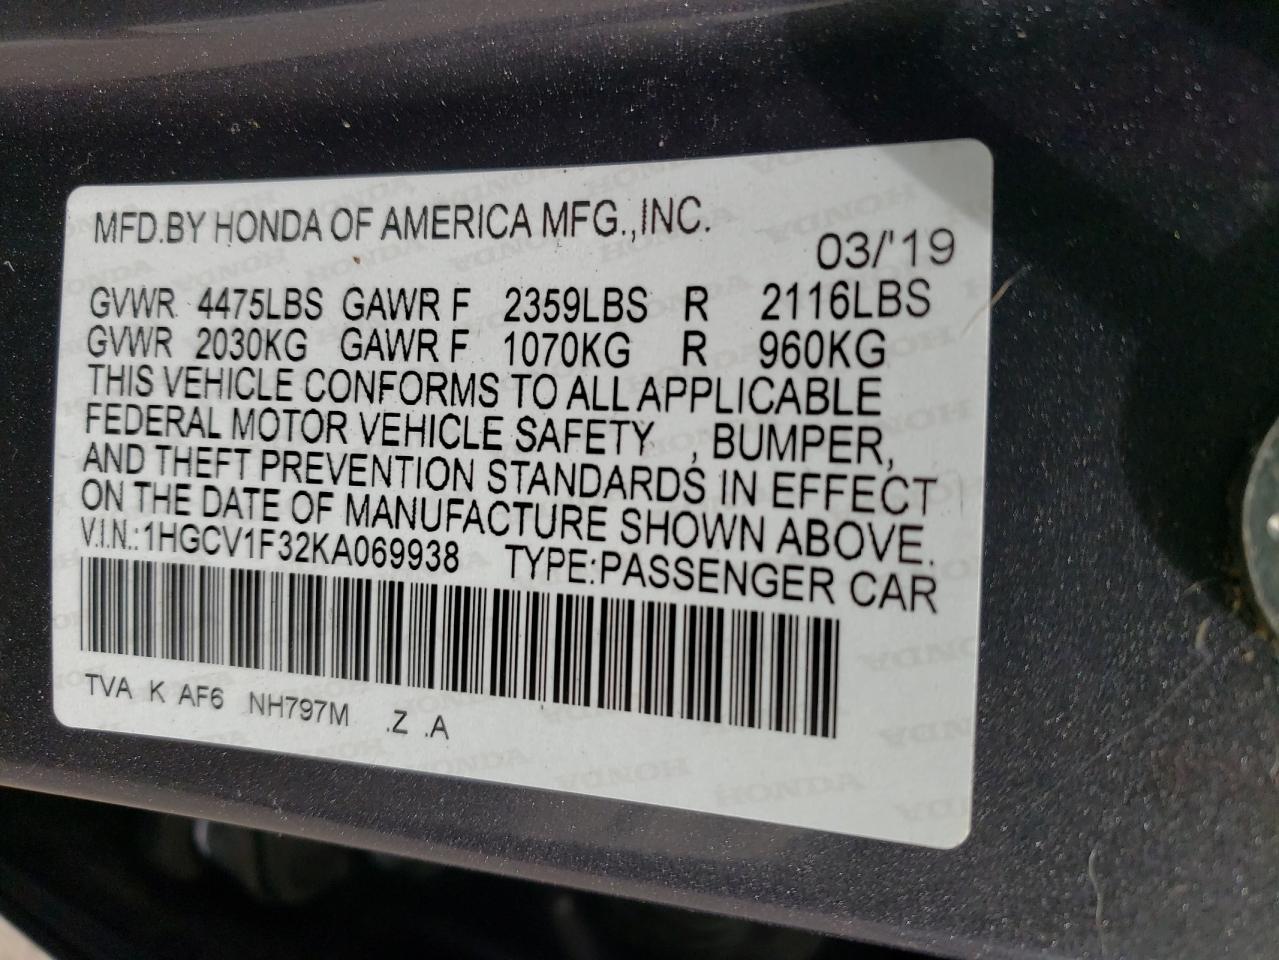 MFD.BY HONDA OF AMERICA MFG.,INC.
03/'19
GVWR 4475LBS GAWR F 2359LBS R 2116LBS
GVWR 2030KG GAWR F 1070KG R 960KG
THIS VEHICLE CONFORMS TO ALL APPLICABLE
FEDERAL MOTOR VEHICLE SAFETY , BUMPER,
AND THEFT PREVENTION STANDARDS IN EFFECT
ON THE DATE OF MANUFACTURE SHOWN ABOVE.
V.I.N.:1HGCV1F32KA069938 TYPE:PASSENGER CAR
TVA K AF6 NH797M .Z .A